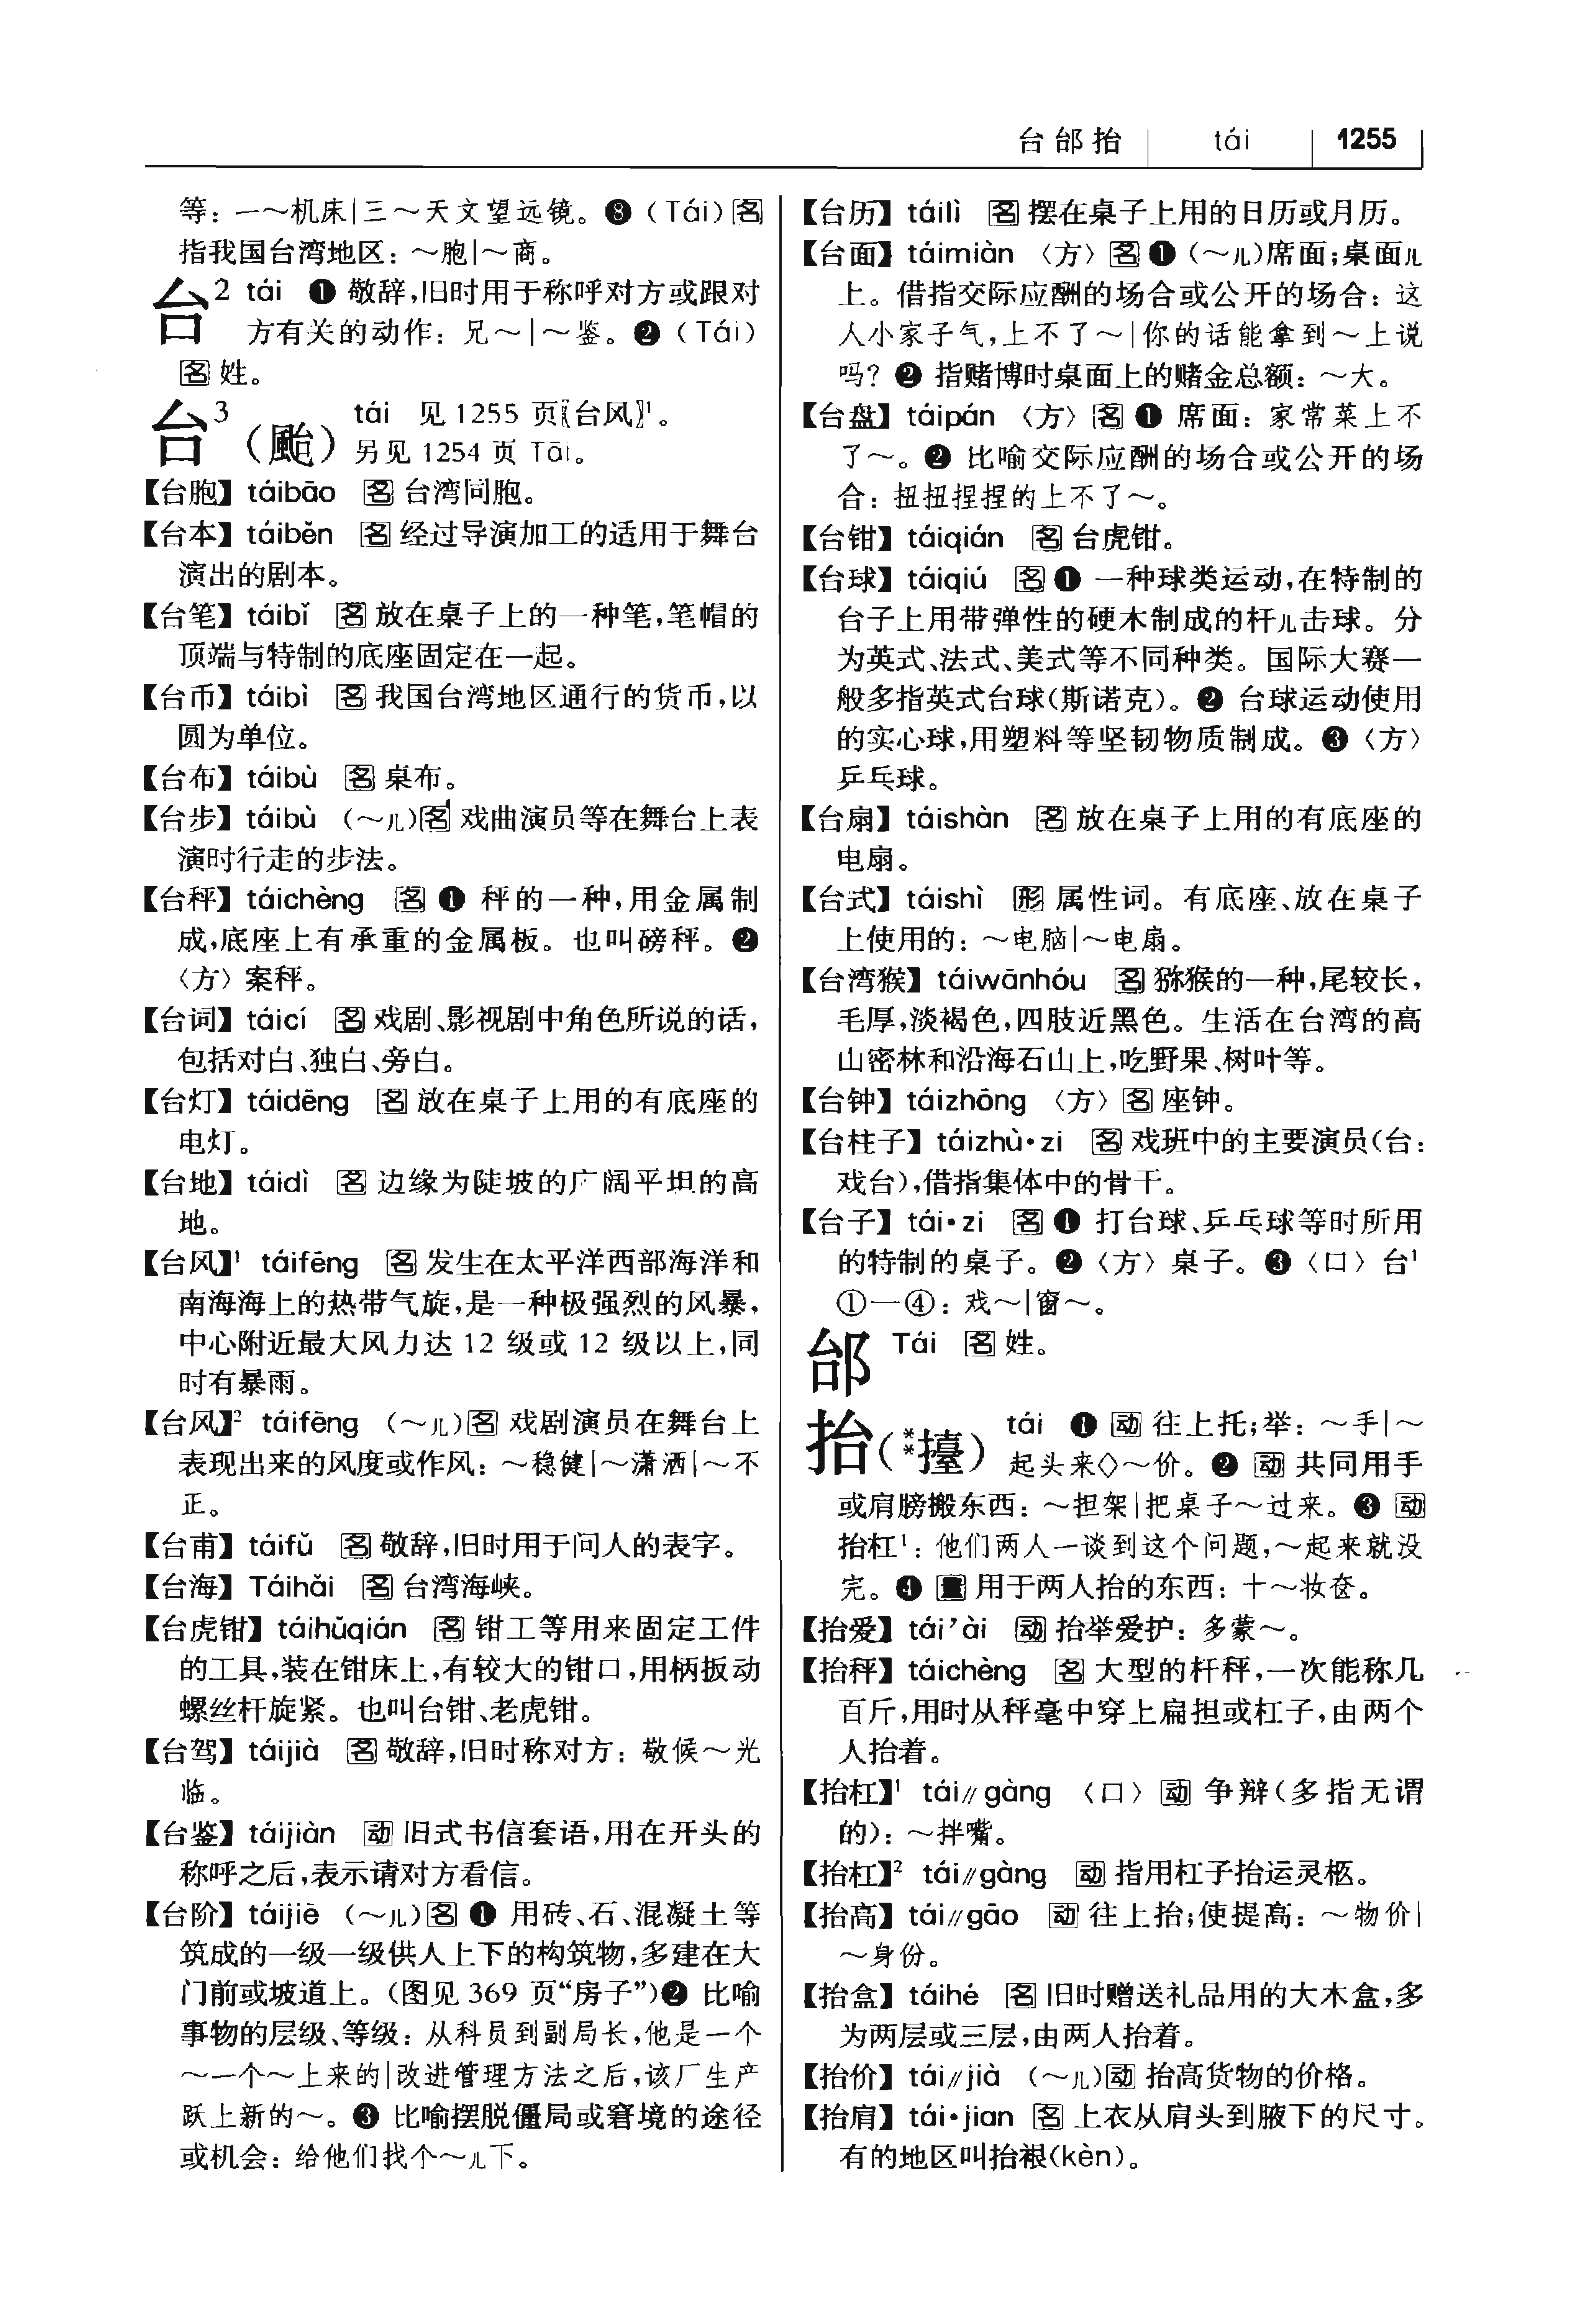 台 邰 抬 tái 1255
等：一～机床|三～天文望远镜。❽（Tái）名
指我国台湾地区：～胞|～商。
台² tái ❶ 敬辞，旧时用于称呼对方或跟对
方有关的动作：兄～|～鉴。❷（Tái）
名 姓。
台³（颱） tái 见 1255 页〖台风〗¹。
另见 1254 页 Tāi。
【台胞】táibāo 名 台湾同胞。
【台本】táiběn 名 经过导演加工的适用于舞台
演出的剧本。
【台笔】táibǐ 名 放在桌子上的一种笔，笔帽的
顶端与特制的底座固定在一起。
【台币】táibì 名 我国台湾地区通行的货币，以
圆为单位。
【台布】táibù 名 桌布。
【台步】táibù （～儿）名 戏曲演员等在舞台上表
演时行走的步法。
【台秤】táichèng 名 ❶ 秤的一种，用金属制
成，底座上有承重的金属板。也叫磅秤。❷
〈方〉案秤。
【台词】táicí 名 戏剧、影视剧中角色所说的话，
包括对白、独白、旁白。
【台灯】táidēng 名 放在桌子上用的有底座的
电灯。
【台地】táidì 名 边缘为陡坡的广阔平坦的高
地。
【台风】¹ táifēng 名 发生在太平洋西部海洋和
南海海上的热带气旋，是一种极强烈的风暴，
中心附近最大风力达 12 级或 12 级以上，同
时有暴雨。
【台风】² táifēng （～儿）名 戏剧演员在舞台上
表现出来的风度或作风：～稳健|～潇洒|～不
正。
【台甫】táifǔ 名 敬辞，旧时用于问人的表字。
【台海】Táihǎi 名 台湾海峡。
【台虎钳】táihǔqián 名 钳工等用来固定工件
的工具，装在钳床上，有较大的钳口，用柄扳动
螺丝杆旋紧。也叫台钳、老虎钳。
【台驾】táijià 名 敬辞，旧时称对方：敬候～光
临。
【台鉴】táijiàn 动 旧式书信套语，用在开头的
称呼之后，表示请对方看信。
【台阶】táijiē （～儿）名 ❶ 用砖、石、混凝土等
筑成的一级一级供人上下的构筑物，多建在大
门前或坡道上。（图见 369 页“房子”）❷ 比喻
事物的层级、等级：从科员到副局长，他是一个
～一个～上来的|改进管理方法之后，该厂生产
跃上新的～。❸ 比喻摆脱僵局或窘境的途径
或机会：给他们找个～儿下。
【台历】táilì 名 摆在桌子上用的日历或月历。
【台面】táimiàn 〈方〉名 ❶（～儿）席面；桌面儿
上。借指交际应酬的场合或公开的场合：这
人小家子气，上不了～|你的话能拿到～上说
吗？❷ 指赌博时桌面上的赌金总额：～大。
【台盘】táipán 〈方〉名 ❶ 席面：家常菜上不
了～。❷ 比喻交际应酬的场合或公开的场
合：扭扭捏捏的上不了～。
【台钳】táiqián 名 台虎钳。
【台球】táiqiú 名 ❶ 一种球类运动，在特制的
台子上用带弹性的硬木制成的杆儿击球。分
为英式、法式、美式等不同种类。国际大赛一
般多指英式台球（斯诺克）。❷ 台球运动使用
的实心球，用塑料等坚韧物质制成。❸〈方〉
乒乓球。
【台扇】táishàn 名 放在桌子上用的有底座的
电扇。
【台式】táishì 形 属性词。有底座、放在桌子
上使用的：～电脑|～电扇。
【台湾猴】táiwānhóu 名 猕猴的一种，尾较长，
毛厚，淡褐色，四肢近黑色。生活在台湾的高
山密林和沿海石山上，吃野果、树叶等。
【台钟】táizhōng 〈方〉名 座钟。
【台柱子】táizhù·zi 名 戏班中的主要演员（台：
戏台），借指集体中的骨干。
【台子】tái·zi 名 ❶ 打台球、乒乓球等时所用
的特制的桌子。❷〈方〉桌子。❸〈口〉台¹
①—④：戏～|窗～。
邰 Tái 名 姓。
抬（**擡） tái ❶ 动 往上托；举：～手|～
起头来◇～价。❷ 动 共同用手
或肩膀搬东西：～担架|把桌子～过来。❸ 动
抬杠¹：他们两人一谈到这个问题，～起来就没
完。❹ 量 用于两人抬的东西：十～妆奁。
【抬爱】tái’ài 动 抬举爱护：多蒙～。
【抬秤】táichèng 名 大型的杆秤，一次能称几
百斤，用时从秤毫中穿上扁担或杠子，由两个
人抬着。
【抬杠】¹ tái∥gàng 〈口〉动 争辩（多指无谓
的）：～拌嘴。
【抬杠】² tái∥gàng 动 指用杠子抬运灵柩。
【抬高】tái∥gāo 动 往上抬；使提高：～物价|
～身份。
【抬盒】táihé 名 旧时赠送礼品用的大木盒，多
为两层或三层，由两人抬着。
【抬价】tái∥jià （～儿）动 抬高货物的价格。
【抬肩】tái·jian 名 上衣从肩头到腋下的尺寸。
有的地区叫抬裉（kèn）。